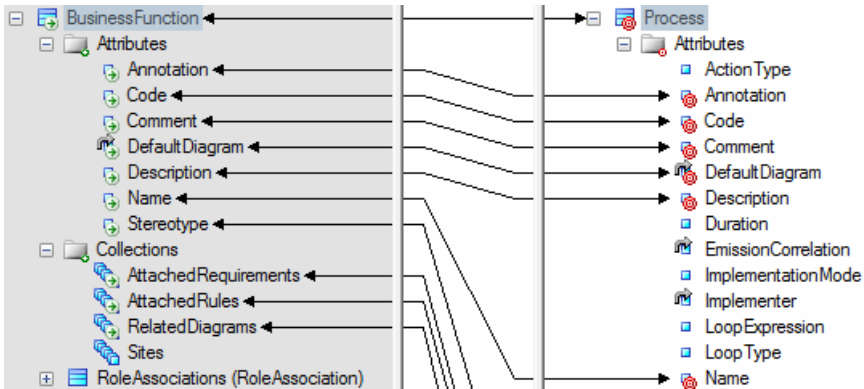 BusinessFunction
Attributes
Annotation
Code
Comment
DefaultDiagram
Description
Name
Stereotype
Collections
AttachedRequirements
AttachedRules
RelatedDiagrams
Sites
RoleAssociations (RoleAssociation)
Process
Attributes
ActionType
Annotation
Code
Comment
DefaultDiagram
Description
Duration
EmissionCorrelation
ImplementationMode
Implementer
LoopExpression
LoopType
Name